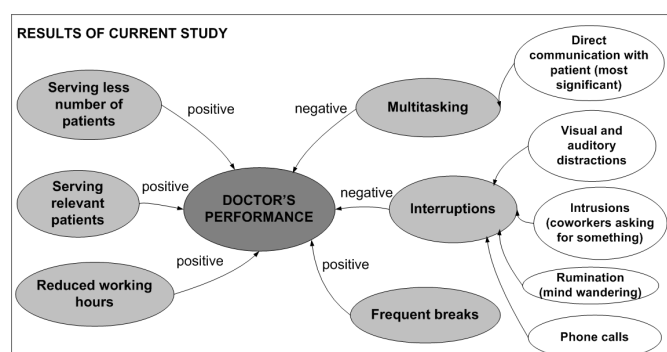 RESULTS OF CURRENT STUDY
Serving less
number of
patients
positive
Serving
relevant
patients
positive
Reduced working
hours
positive
DOCTOR'S
PERFORMANCE
negative
Multitasking
Direct
communication with
patient (most
significant)
negative
Interruptions
Visual and
auditory
distractions
Intrusions
(coworkers asking
for something)
Rumination
(mind wandering)
Phone calls
positive
Frequent breaks